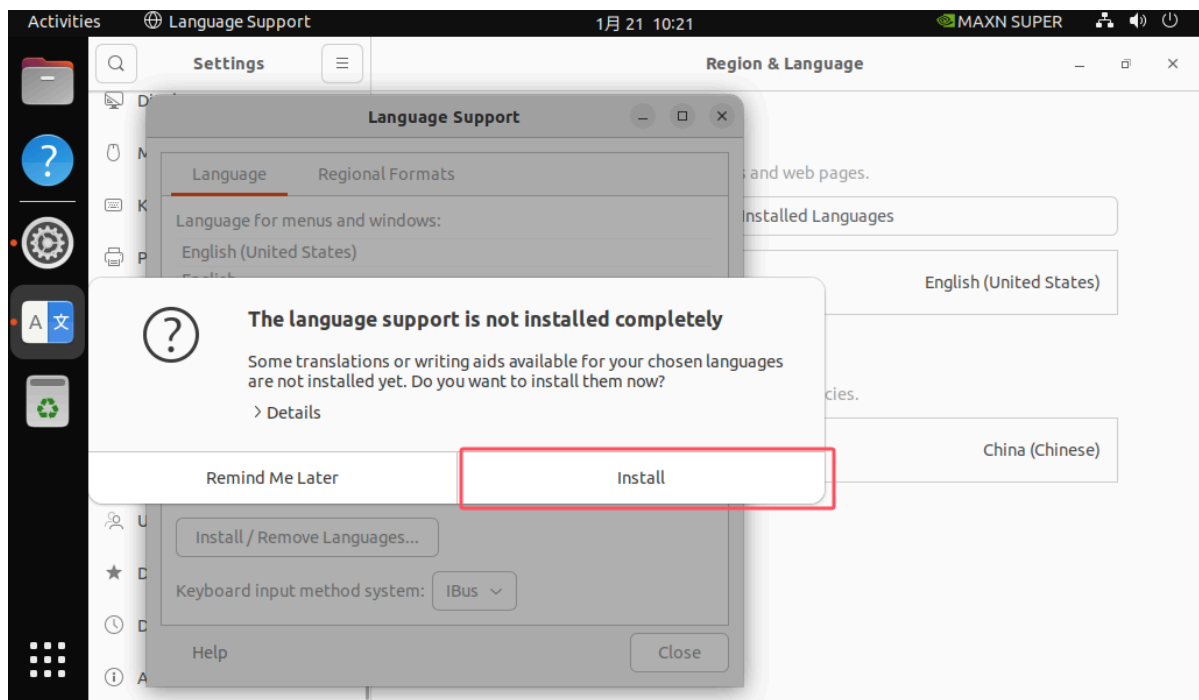 Activities
Language Support
1月 21 10:21
MAXN SUPER
Settings
Region & Language
Language Support
Language
Regional Formats
Language for menus and windows:
English (United States)
and web pages.
Installed Languages
English (United States)
The language support is not installed completely
Some translations or writing aids available for your chosen languages
are not installed yet. Do you want to install them now?
Details
Remind Me Later
Install
China (Chinese)
Install / Remove Languages...
Keyboard input method system:
IBus
Help
Close